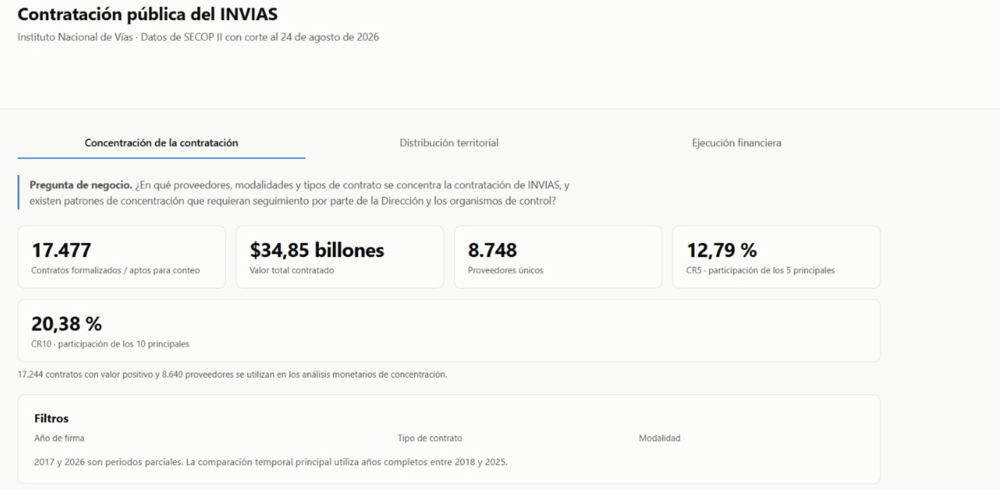 Contratación pública del INVIAS
Instituto Nacional de Vías · Datos de SECOP II con corte al 24 de agosto de 2026
Concentración de la contratación
Distribución territorial
Ejecución financiera
Pregunta de negocio. ¿En qué proveedores, modalidades y tipos de contrato se concentra la contratación de INVIAS, y
existen patrones de concentración que requieran seguimiento por parte de la Dirección y los organismos de control?
17.477
Contratos formalizados / aptos para conteo
$34,85 billones
Valor total contratado
8.748
Proveedores únicos
12,79 %
CR5 · participación de los 5 principales
20,38 %
CR10 · participación de los 10 principales
17.244 contratos con valor positivo y 8.640 proveedores se utilizan en los análisis monetarios de concentración.
Filtros
Año de firma
Tipo de contrato
Modalidad
2017 y 2026 son periodos parciales. La comparación temporal principal utiliza años completos entre 2018 y 2025.